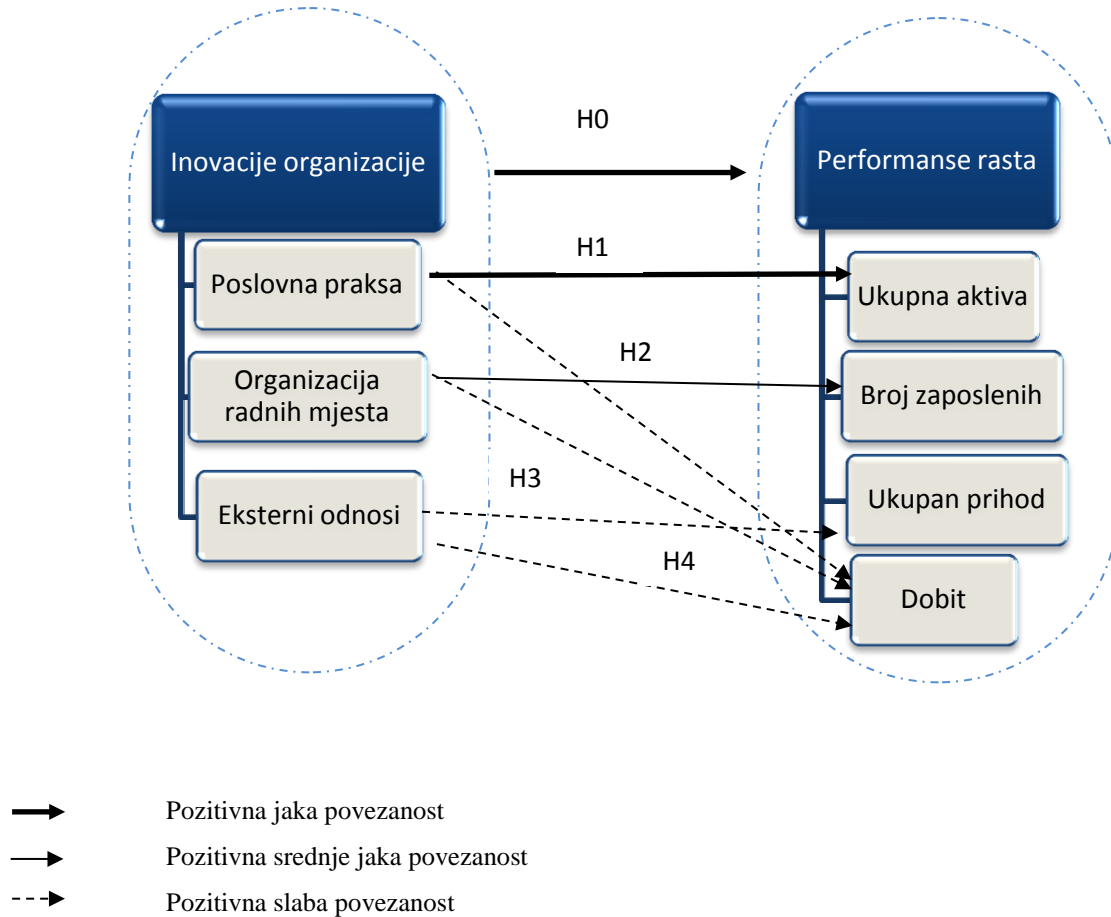 H0
Inovacije organizacije
Performanse rasta
H1
Poslovna praksa
Ukupna aktiva
H2
Organizacija
radnih mjesta
Broj zaposlenih
H3
Eksterni odnosi
Ukupan prihod
H4
Dobit
Pozitivna jaka povezanost
Pozitivna srednje jaka povezanost
Pozitivna slaba povezanost